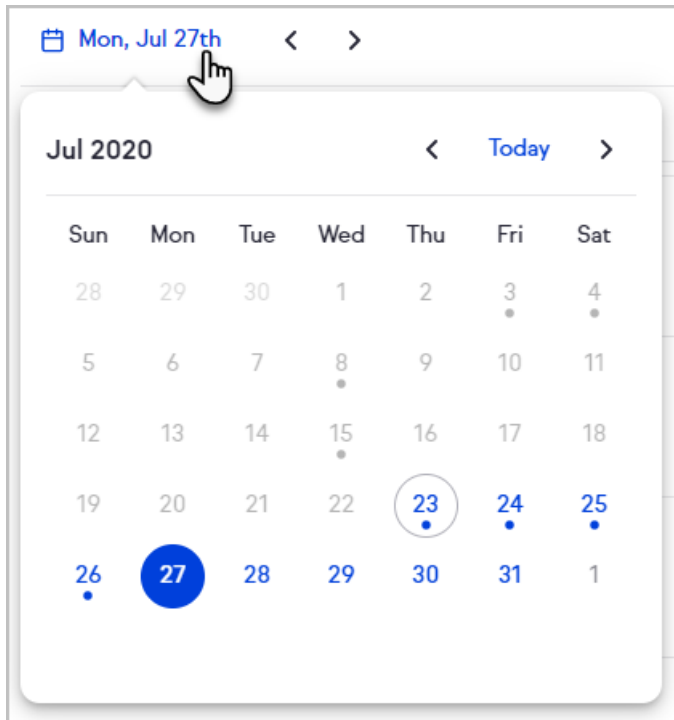 Mon, Jul 27th
Jul 2020 Today
Sun Mon Tue Wed Thu Fri Sat
28 29 30 1 2 3 4
5 6 7 8 9 10 11
12 13 14 15 16 17 18
19 20 21 22 23 24 25
26 27 28 29 30 31 1